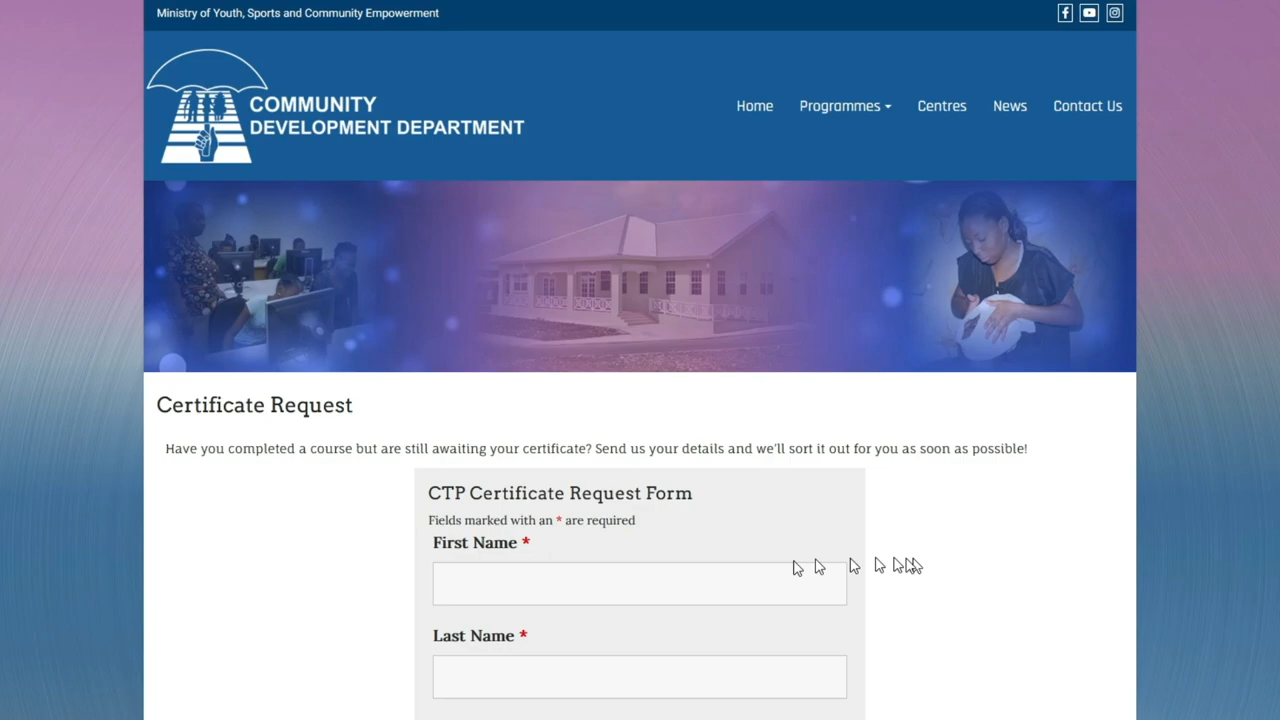 Ministry of Youth, Sports and Community Empowerment
COMMUNITY
DEVELOPMENT DEPARTMENT
Home Programmes Centres News Contact Us
Certificate Request
Have you completed a course but are still awaiting your certificate? Send us your details and we'll sort it out for you as soon as possible!
CTP Certificate Request Form
Fields marked with an * are required
First Name *
Last Name *